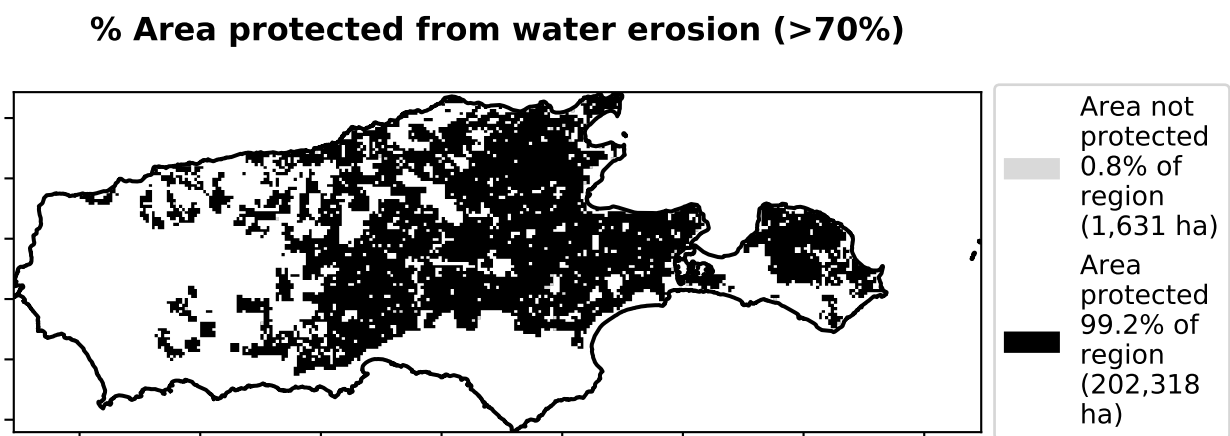 % Area protected from water erosion (>70%)
Area not
protected
0.8% of
region
(1,631 ha)
Area
protected
99.2% of
region
(202,318
ha)